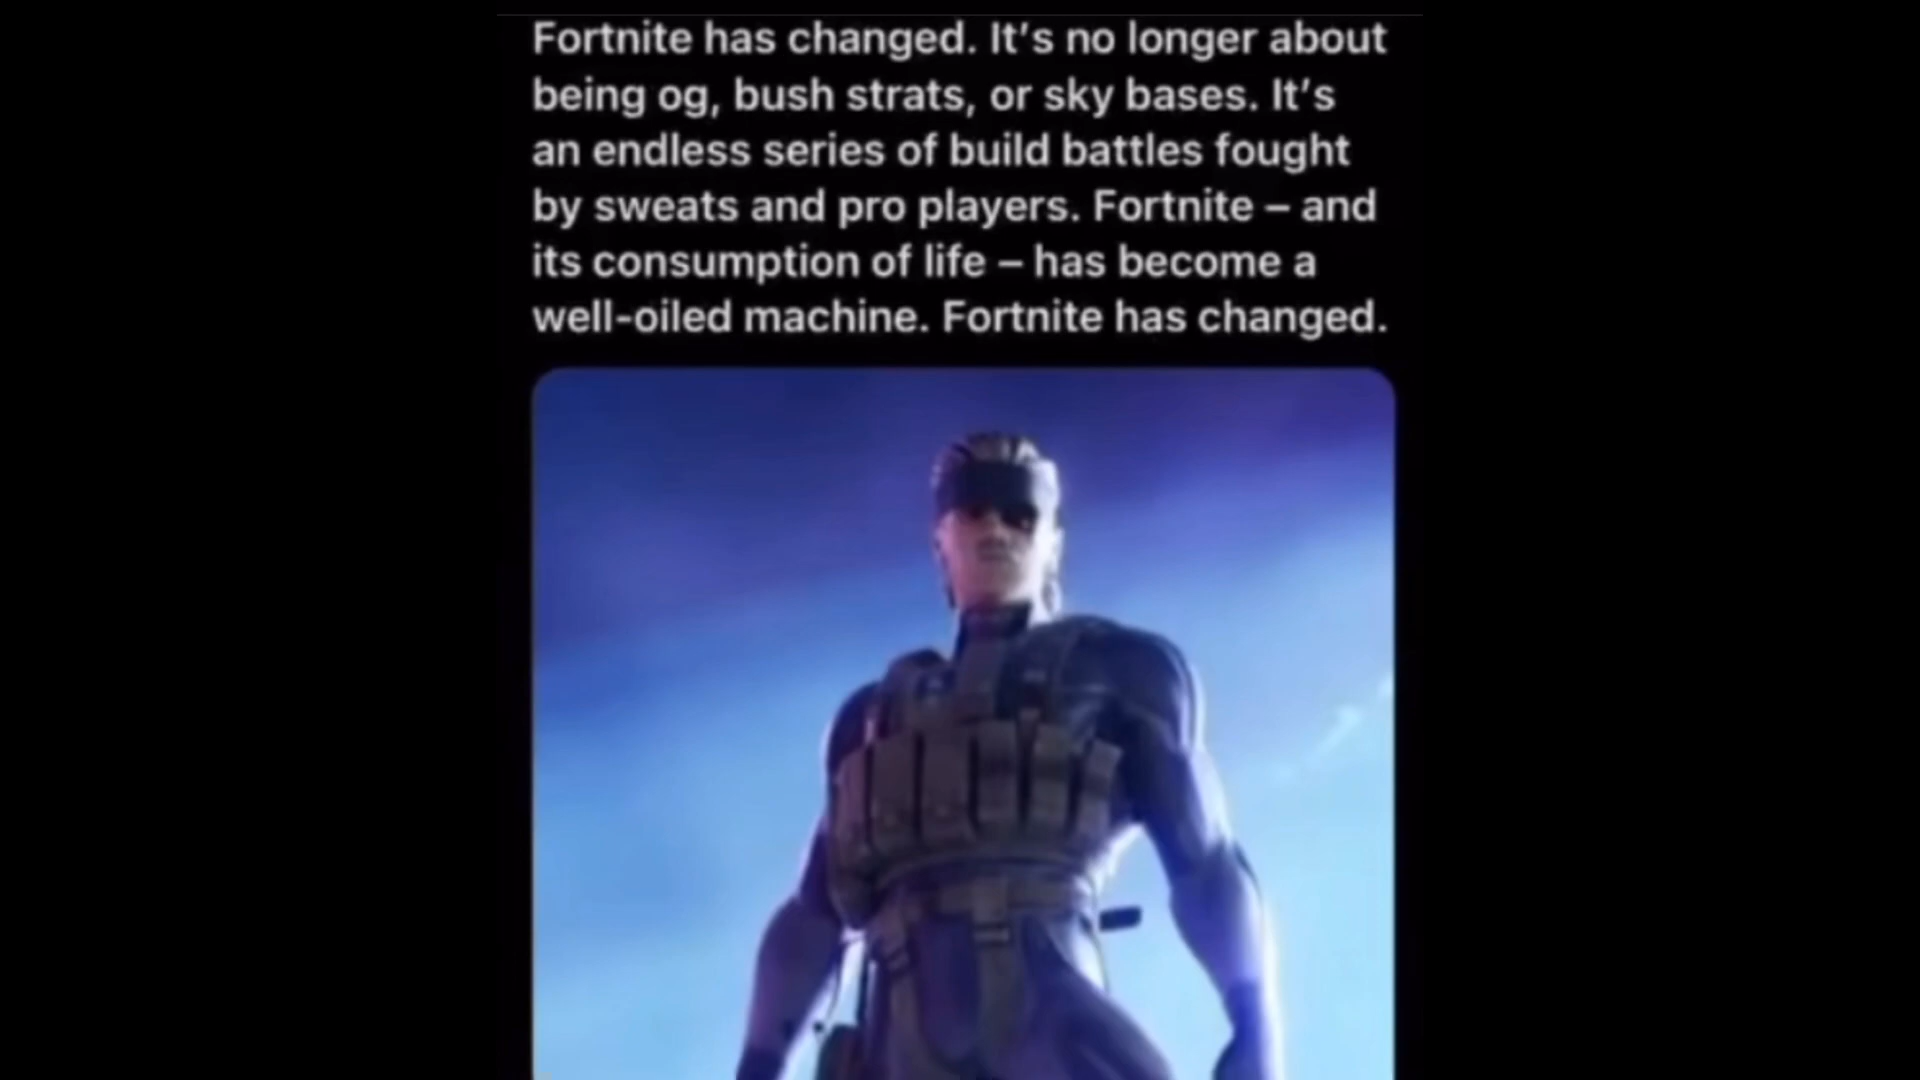 Fortnite has changed. It’s no longer about
being og, bush strats, or sky bases. It’s
an endless series of build battles fought
by sweats and pro players. Fortnite – and
its consumption of life – has become a
well-oiled machine. Fortnite has changed.